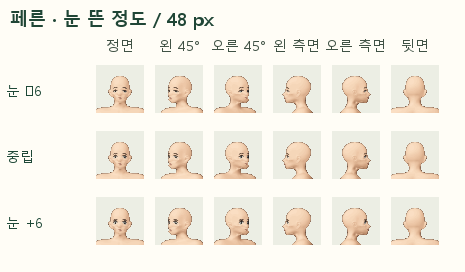 페른 · 눈 뜬 정도 / 48 px
정면 왼 45° 오른 45° 왼 측면 오른 측면 뒷면
눈 □6
중립
눈 +6